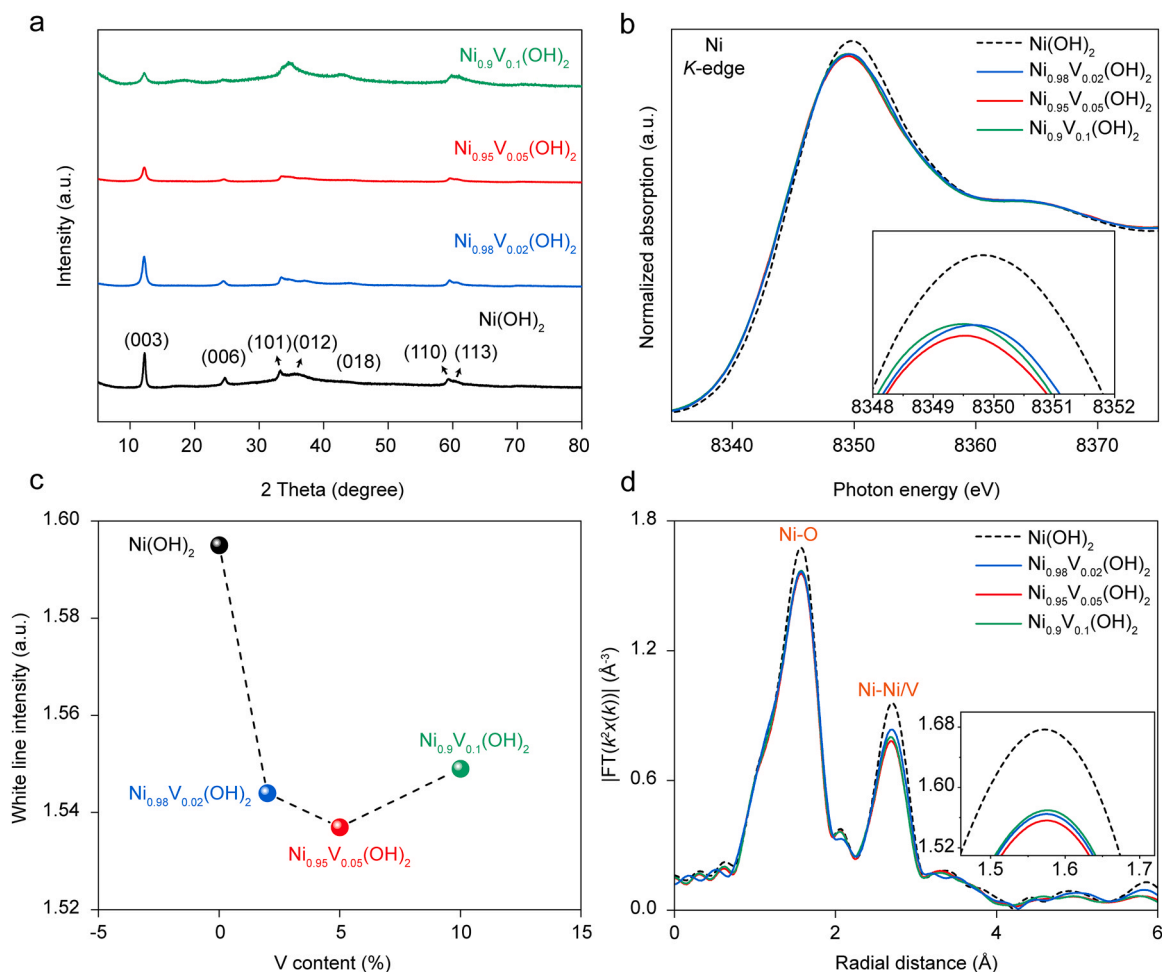 a
Ni0.9V0.1(OH)2
Ni0.95V0.05(OH)2
Ni0.98V0.02(OH)2
Ni(OH)2
(003)
(006)
(101)
(012)
(018)
(110)
(113)
Intensity (a.u.)
10 20 30 40 50 60 70 80
2 Theta (degree)
b
Ni
K-edge
Ni(OH)2
Ni0.98V0.02(OH)2
Ni0.95V0.05(OH)2
Ni0.9V0.1(OH)2
Normalized absorption (a.u.)
8348 8349 8350 8351 8352
8340 8350 8360 8370
Photon energy (eV)
c
1.60
1.58
1.56
1.54
1.52
White line intensity (a.u.)
Ni(OH)2
Ni0.98V0.02(OH)2
Ni0.95V0.05(OH)2
Ni0.9V0.1(OH)2
-5 0 5 10 15
V content (%)
d
1.8
1.2
0.6
0.0
|FT(k2x(k))| (Å-3)
Ni-O
Ni-Ni/V
Ni(OH)2
Ni0.98V0.02(OH)2
Ni0.95V0.05(OH)2
Ni0.9V0.1(OH)2
1.68
1.60
1.52
1.5 1.6 1.7
0 1 2 3 4 5 6
Radial distance (Å)